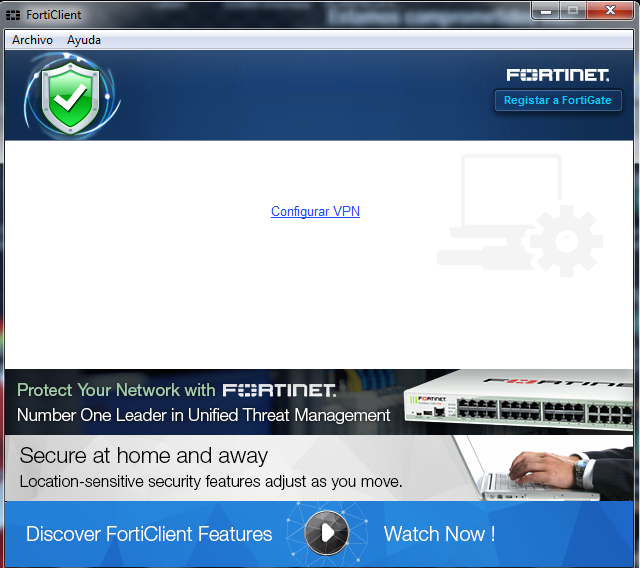 FortiClient
Archivo Ayuda
FORTINET.
Registar a FortiGate
Configurar VPN
Protect Your Network with FORTINET.
Number One Leader in Unified Threat Management
FORTINET
FORTINET
Secure at home and away
Location-sensitive security features adjust as you move.
Discover FortiClient Features Watch Now !